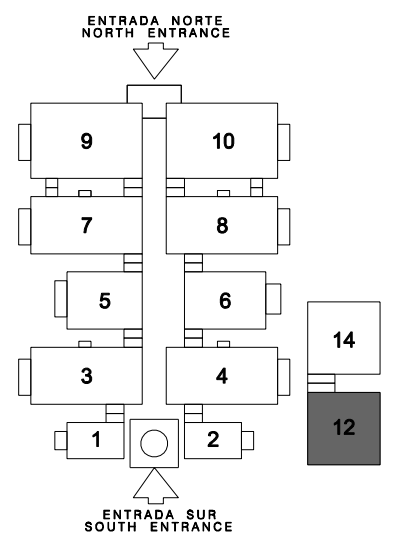 ENTRADA NORTE
NORTH ENTRANCE
9 10
7 8
5 6
14
3 4
12
1 2
ENTRADA SUR
SOUTH ENTRANCE